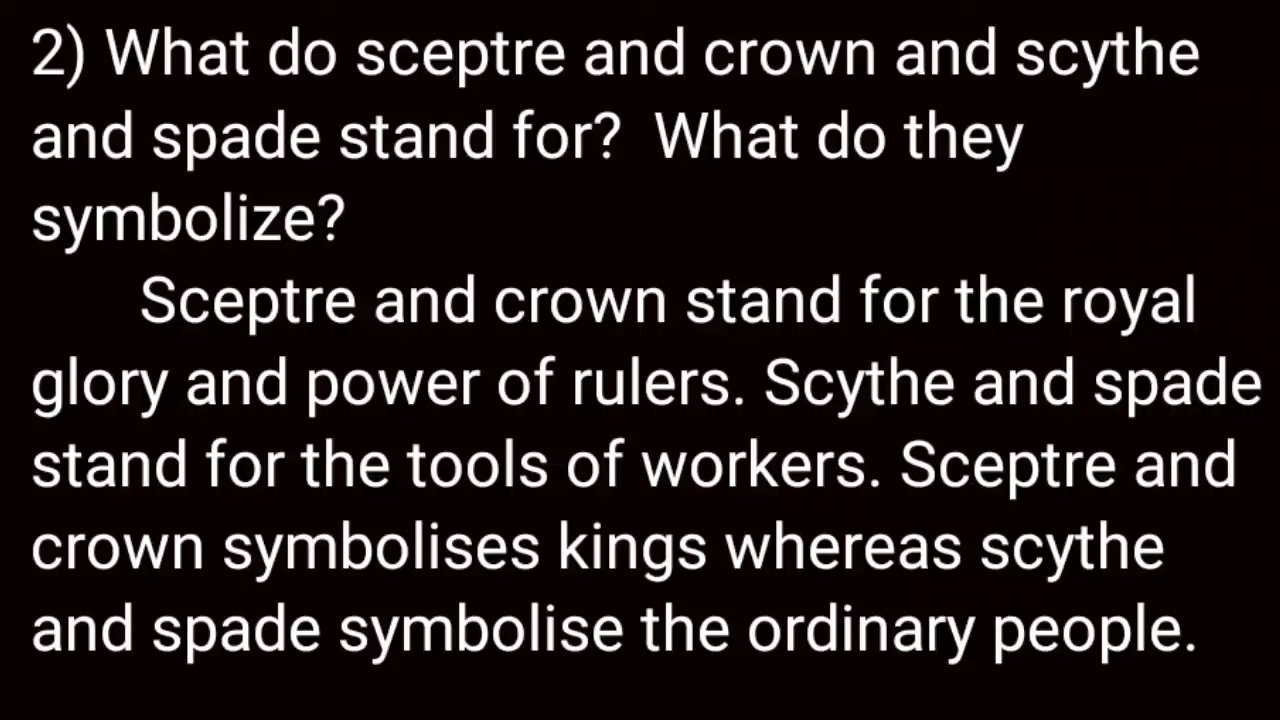 2) What do sceptre and crown and scythe
and spade stand for?  What do they
symbolize?
Sceptre and crown stand for the royal
glory and power of rulers. Scythe and spade
stand for the tools of workers. Sceptre and
crown symbolises kings whereas scythe
and spade symbolise the ordinary people.